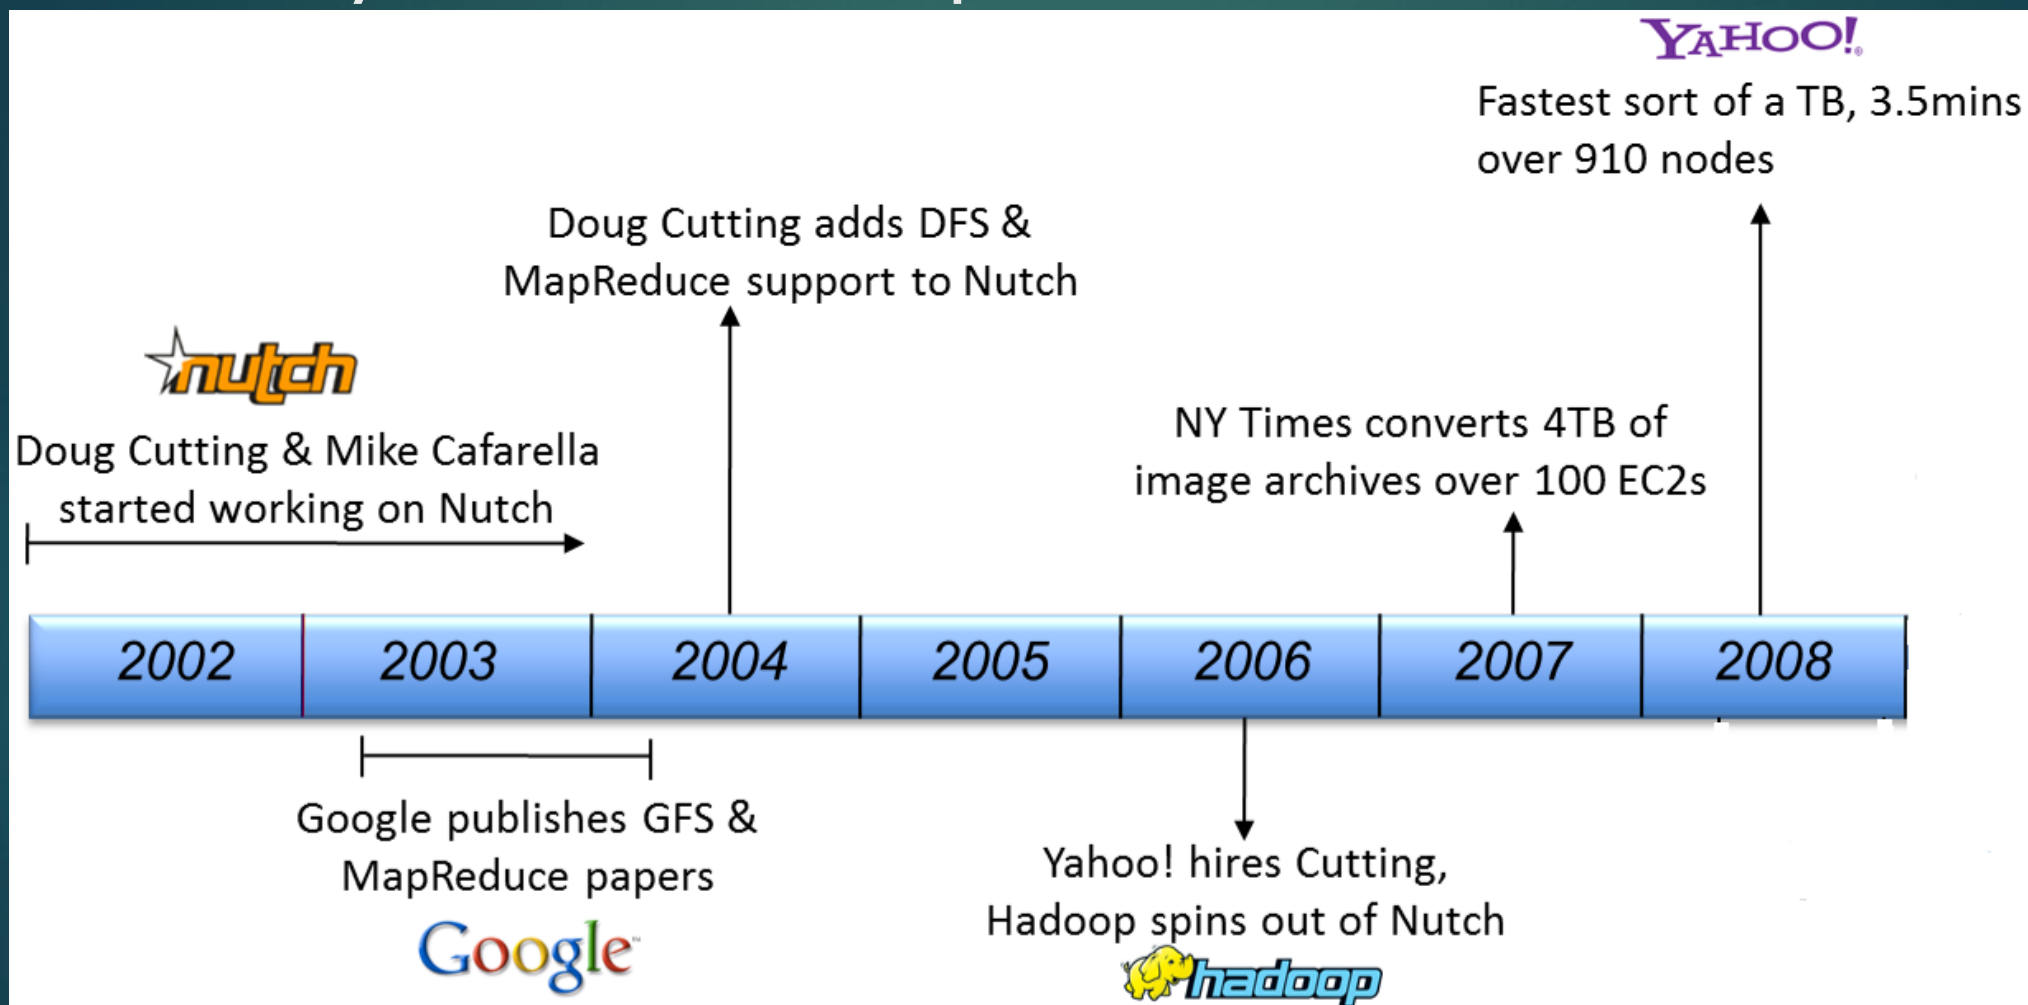 YAHOO!
Fastest sort of a TB, 3.5mins
over 910 nodes
Doug Cutting adds DFS &
MapReduce support to Nutch
nutch
Doug Cutting & Mike Cafarella
started working on Nutch
NY Times converts 4TB of
image archives over 100 EC2s
2002
2003
2004
2005
2006
2007
2008
Google publishes GFS &
MapReduce papers
Google
Yahoo! hires Cutting,
Hadoop spins out of Nutch
hadoop